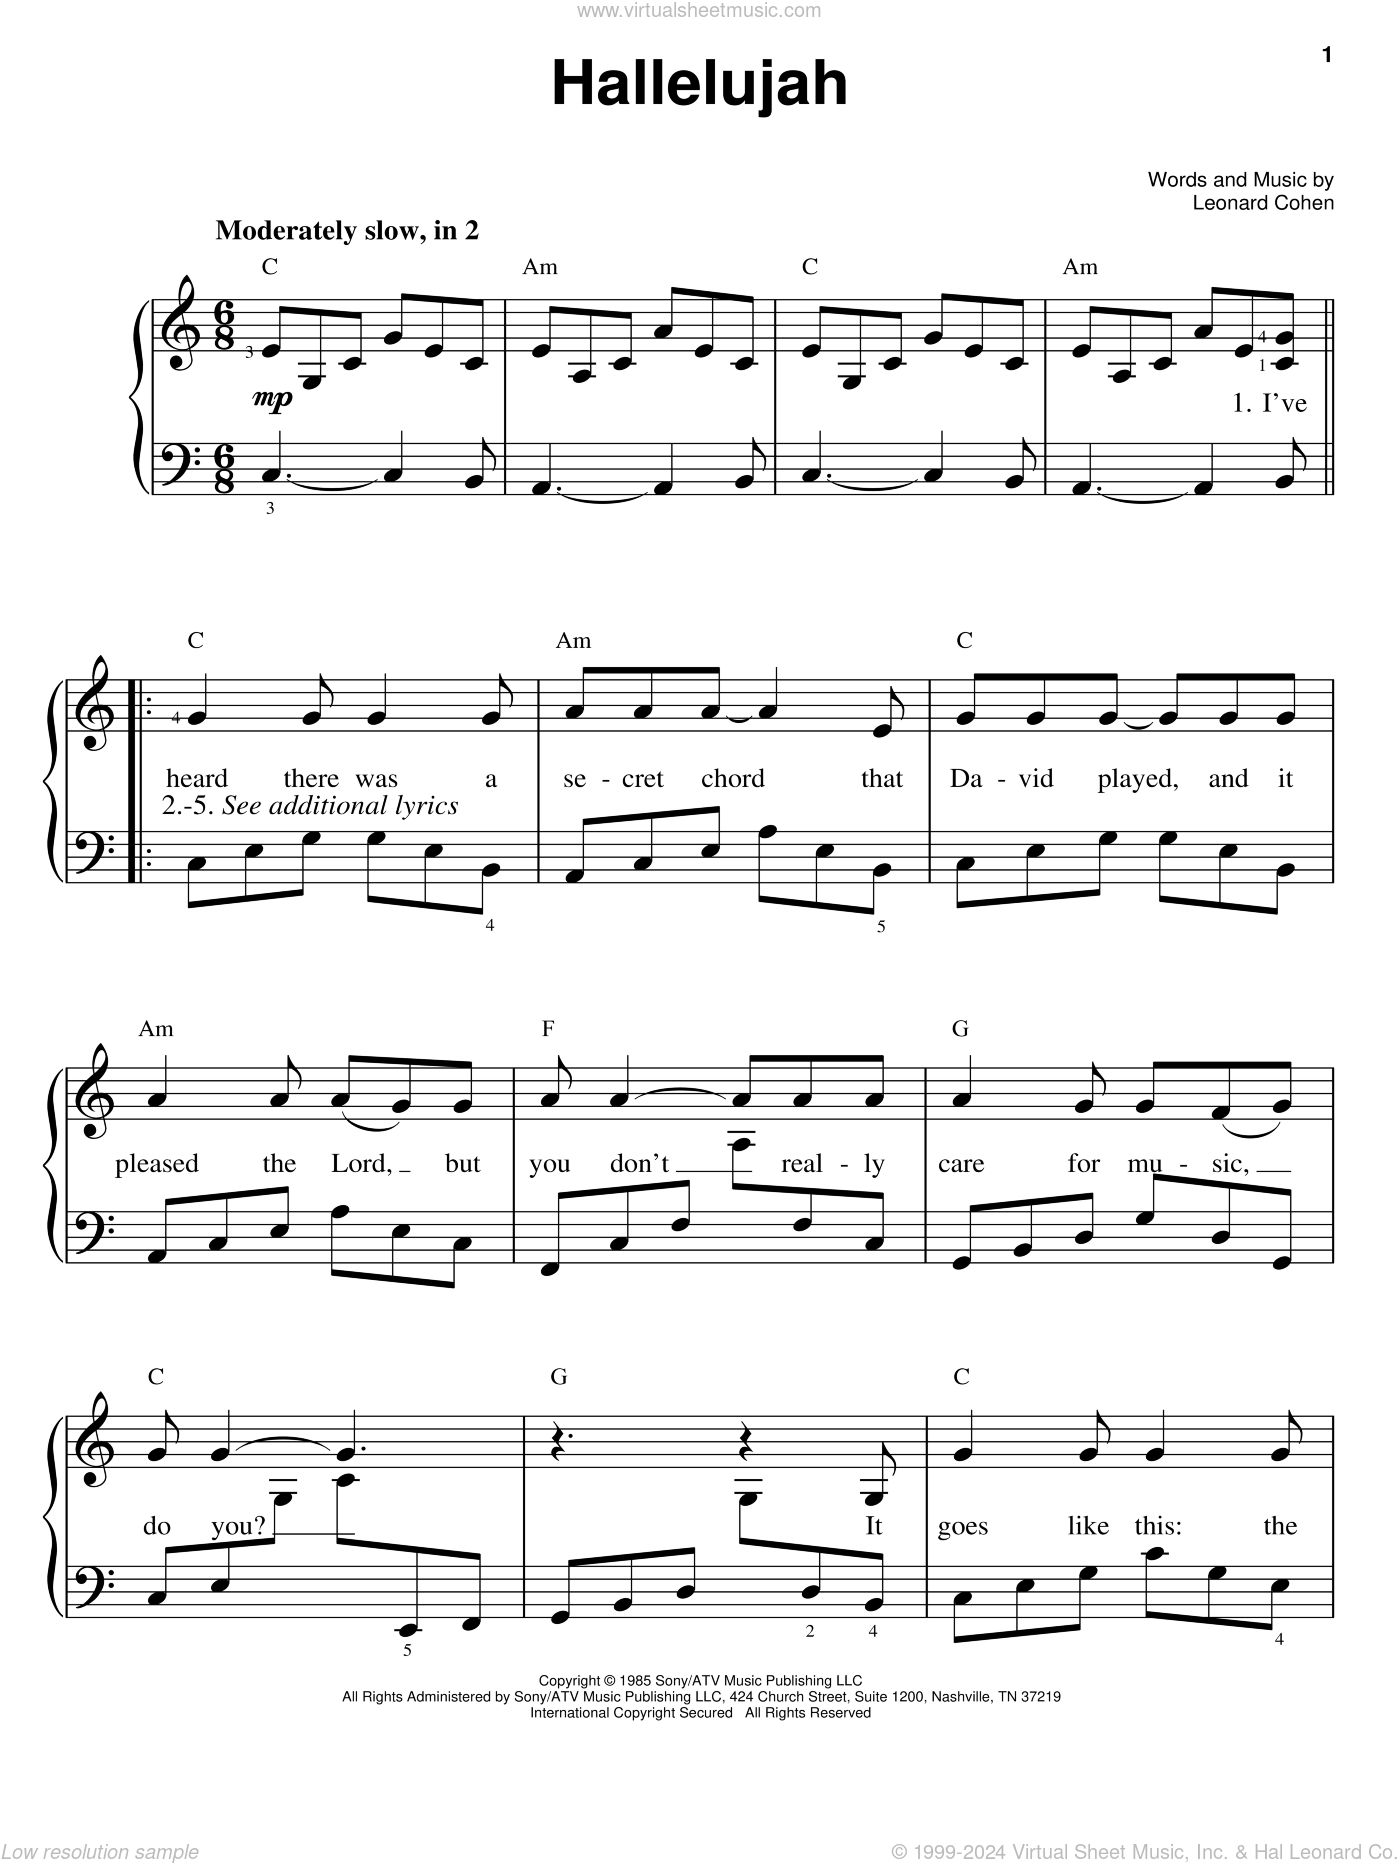 www.virtualsheetmusic.com
1
Hallelujah
Words and Music by
Leonard Cohen
Moderately slow, in 2
C Am C Am
6 8
3
4
1
mp
1. I've
6 8
3
C Am C
4
heard there was a se - cret chord that Da - vid played, and it
2.-5. See additional lyrics
4 5
Am F G
pleased the Lord, _ but you don't _ real - ly care for mu - sic, _
C G C
do you? _ It goes like this: the
5 2 4 4
Copyright © 1985 Sony/ATV Music Publishing LLC
All Rights Administered by Sony/ATV Music Publishing LLC, 424 Church Street, Suite 1200, Nashville, TN 37219
International Copyright Secured All Rights Reserved
Low resolution sample
© 1999-2024 Virtual Sheet Music, Inc. & Hal Leonard Co.